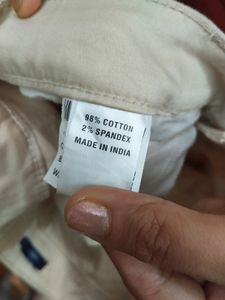 98% COTTON
2% SPANDEX
MADE IN INDIA